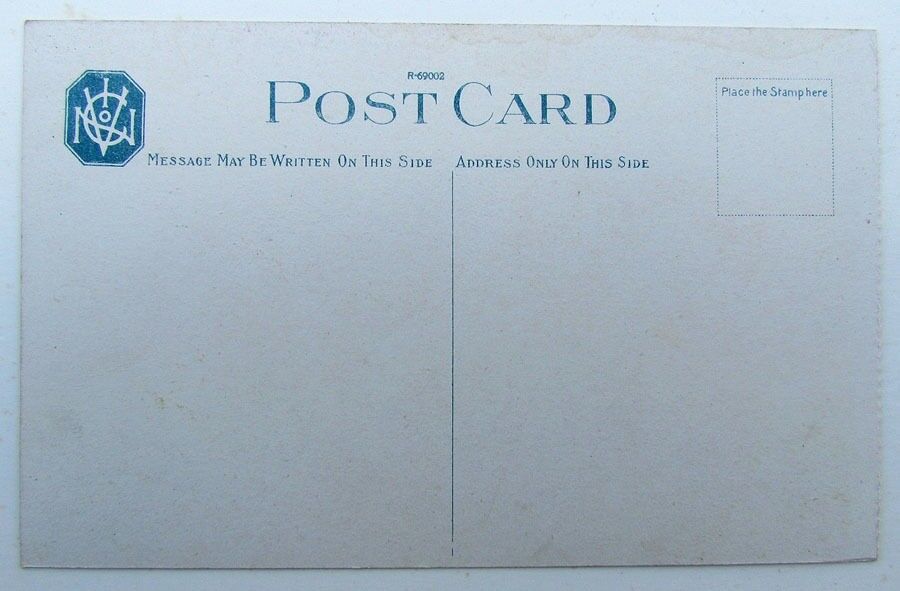 R-69002
POST CARD
Place the Stamp here
MESSAGE MAY BE WRITTEN ON THIS SIDE
ADDRESS ONLY ON THIS SIDE